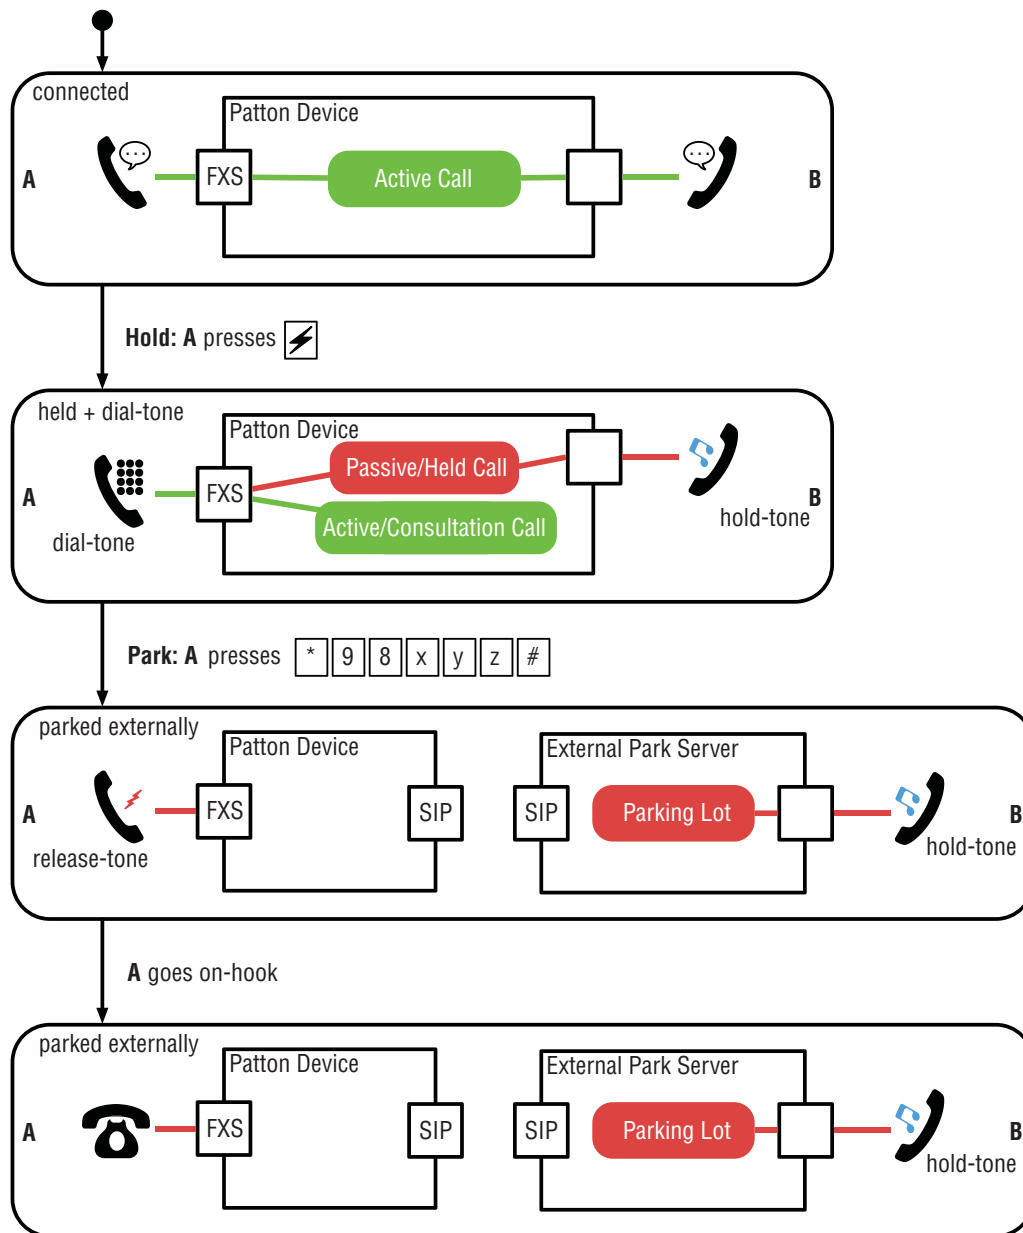 connected
Patton Device
A
FXS
Active Call
B
Hold: A presses
held + dial-tone
Patton Device
Passive/Held Call
A
FXS
B
Active/Consultation Call
hold-tone
dial-tone
Park: A presses * 9 8 x y z #
parked externally
Patton Device
External Park Server
A
FXS
SIP
SIP
Parking Lot
B
release-tone
hold-tone
A goes on-hook
parked externally
Patton Device
External Park Server
A
FXS
SIP
SIP
Parking Lot
B
hold-tone